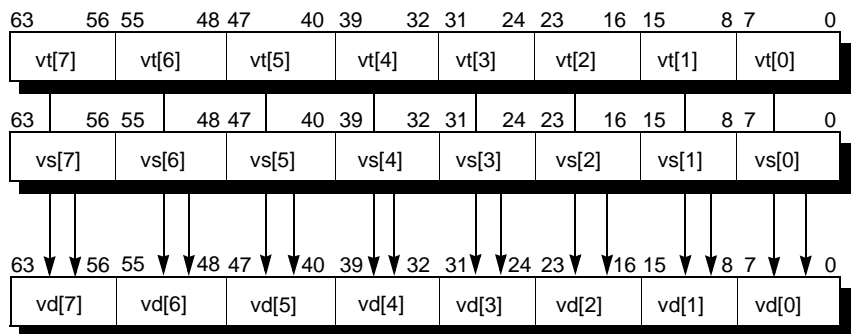 63 56 55 48 47 40 39 32 31 24 23 16 15 8 7 0
vt[7] vt[6] vt[5] vt[4] vt[3] vt[2] vt[1] vt[0]
63 56 55 48 47 40 39 32 31 24 23 16 15 8 7 0
vs[7] vs[6] vs[5] vs[4] vs[3] vs[2] vs[1] vs[0]
63 56 55 48 47 40 39 32 31 24 23 16 15 8 7 0
vd[7] vd[6] vd[5] vd[4] vd[3] vd[2] vd[1] vd[0]